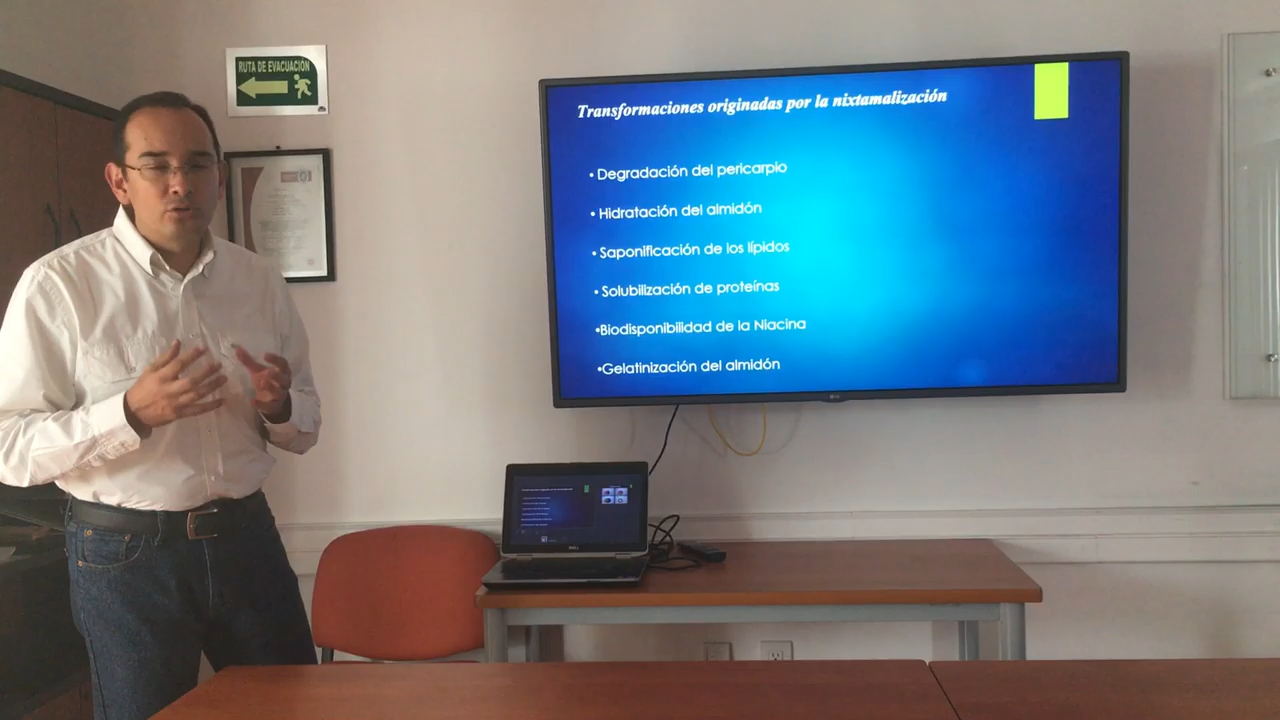 RUTA DE EVACUACIÓN
Transformaciones originadas por la nixtamalización
• Degradación del pericarpio
• Hidratación del almidón
• Saponificación de los lípidos
• Solubilización de proteínas
•Biodisponibilidad de la Niacina
•Gelatinización del almidón
LG
DELL